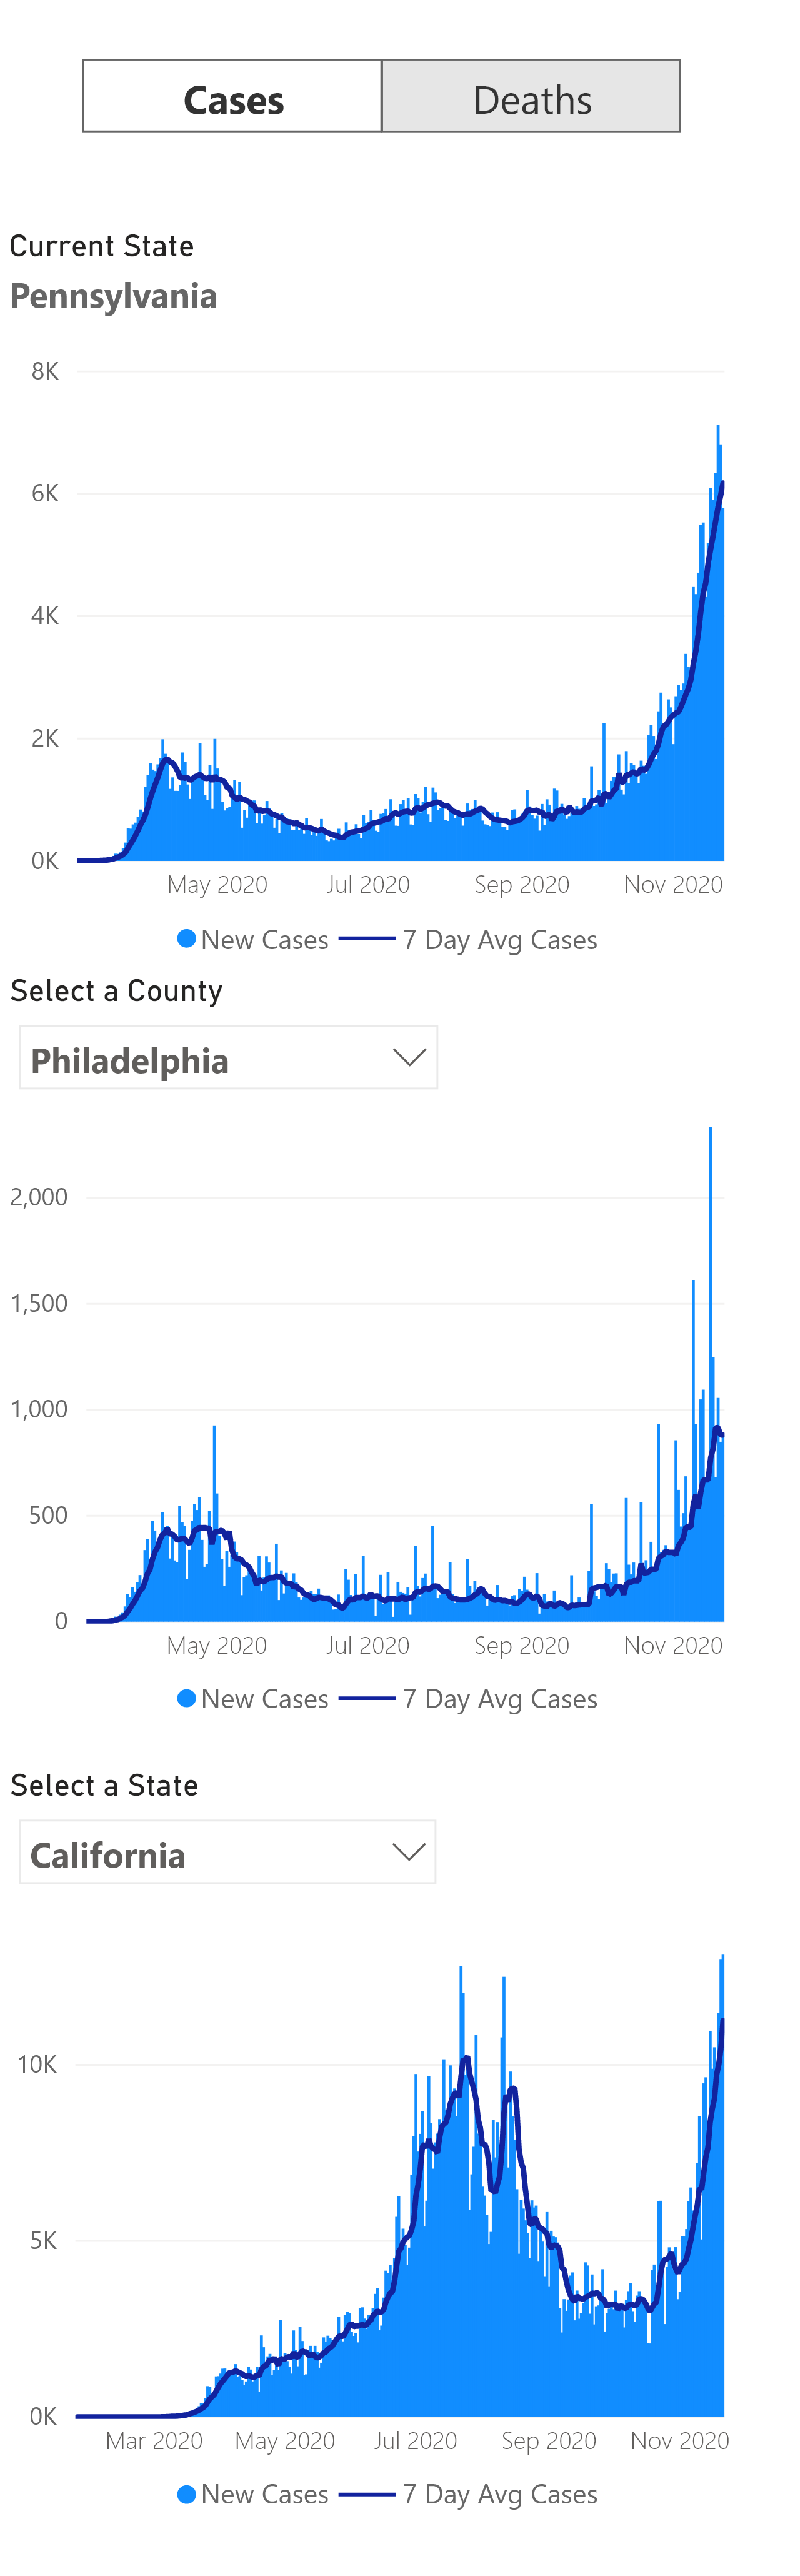 Cases Deaths
Current State
Pennsylvania
8K
6K
4K
2K
0K
May 2020 Jul 2020 Sep 2020 Nov 2020
New Cases 7 Day Avg Cases
Select a County
Philadelphia
2,000
1,500
1,000
500
0
May 2020 Jul 2020 Sep 2020 Nov 2020
New Cases 7 Day Avg Cases
Select a State
California
10K
5K
0K
Mar 2020 May 2020 Jul 2020 Sep 2020 Nov 2020
New Cases 7 Day Avg Cases